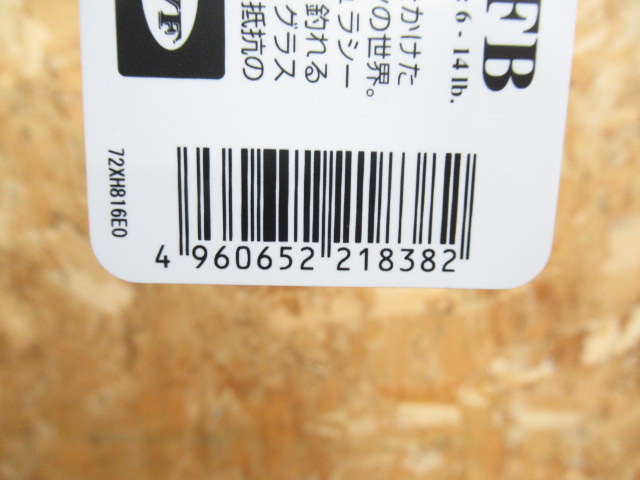 FB
: 6 - 14 lb.
かけた
の世界。
ラシー
釣れる
グラス
抵抗の
72XH816E0
4 960652 218382